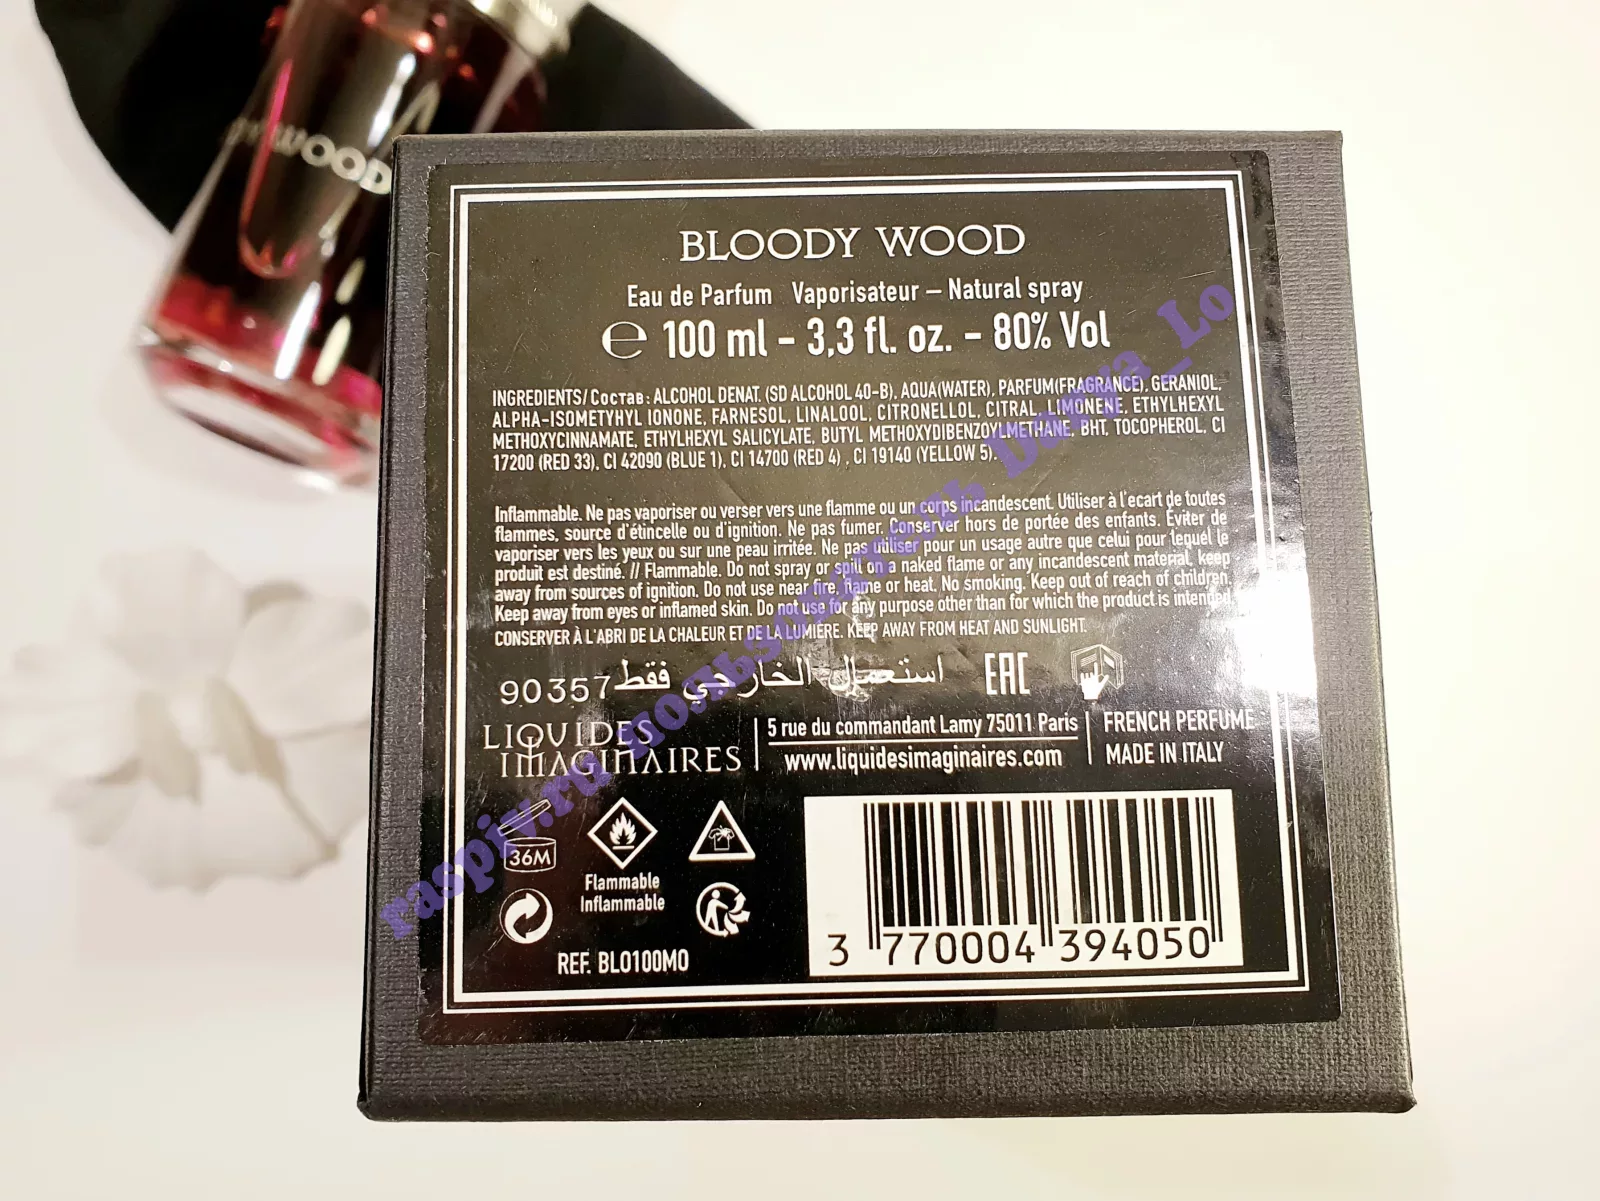 WOOD
BLOODY WOOD
Eau de Parfum Vaporisateur – Natural spray
℮ 100 ml - 3,3 fl. oz. - 80% Vol
INGREDIENTS/Состав: ALCOHOL DENAT. (SD ALCOHOL 40-B), AQUA(WATER), PARFUM(FRAGRANCE), GERANIOL,
ALPHA-ISOMETYHYL IONONE, FARNESOL, LINALOOL, CITRONELLOL, CITRAL, LIMONENE, ETHYLHEXYL
METHOXYCINNAMATE, ETHYLHEXYL SALICYLATE, BUTYL METHOXYDIBENZOYLMETHANE, BHT, TOCOPHEROL, CI
17200 (RED 33), CI 42090 (BLUE 1), CI 14700 (RED 4) , CI 19140 (YELLOW 5).
Inflammable. Ne pas vaporiser ou verser vers une flamme ou un corps incandescent. Utiliser à l'ecart de toutes
flammes, source d'étincelle ou d'ignition. Ne pas fumer. Conserver hors de portée des enfants. Éviter de
vaporiser vers les yeux ou sur une peau irritée. Ne pas utiliser pour un usage autre que celui pour lequel le
produit est destiné. // Flammable. Do not spray or spill on a naked flame or any incandescent material, keep
away from sources of ignition. Do not use near fire, flame or heat. No smoking. Keep out of reach of children.
Keep away from eyes or inflamed skin. Do not use for any purpose other than for which the product is intended.
CONSERVER À L'ABRI DE LA CHALEUR ET DE LA LUMIÈRE. KEEP AWAY FROM HEAT AND SUNLIGHT.
90357 استعمال الخارجي فقط EAC
LIQUIDES
IMAGINAIRES
5 rue du commandant Lamy 75011 Paris
www.liquidesimaginaires.com
FRENCH PERFUME
MADE IN ITALY
36M
Flammable
Inflammable
REF. BLO100MO
3 770004 394050
raspiv.ru пользователь Darya_Lo